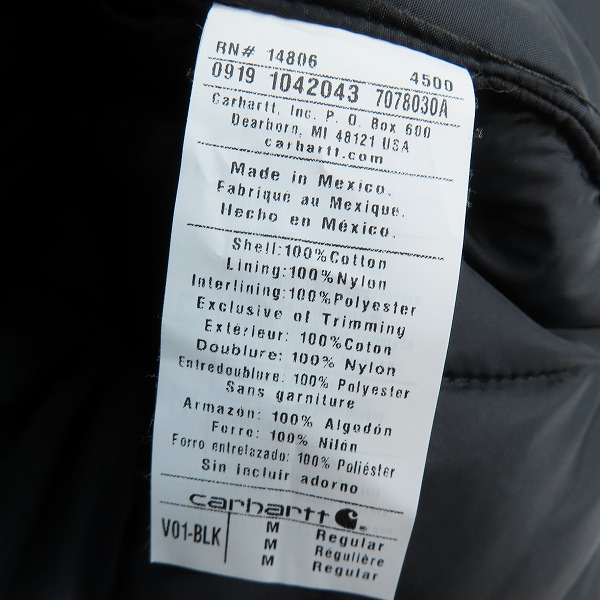 RN# 14806 4500
0919 1042043 7078030A
Carhartt, Inc. P. O. Box 600
Dearborn, MI 48121 USA
carhartt.com
Made in Mexico.
Fabriqué au Mexique.
Hecho en México.
Shell:100%Cotton
Lining:100%Nylon
Interlining:100%Polyester
Exclusive of Trimming
Extérieur: 100%Coton
Doublure: 100% Nylon
Entredoublure: 100% Polyester
Sans garniture
Armazón: 100% Algodón
Forro: 100% Nilón
Forro entrelazado: 100% Poliéster
Sin incluir adorno
carhartt
V01-BLK M Regular
M Régulière
M Regular